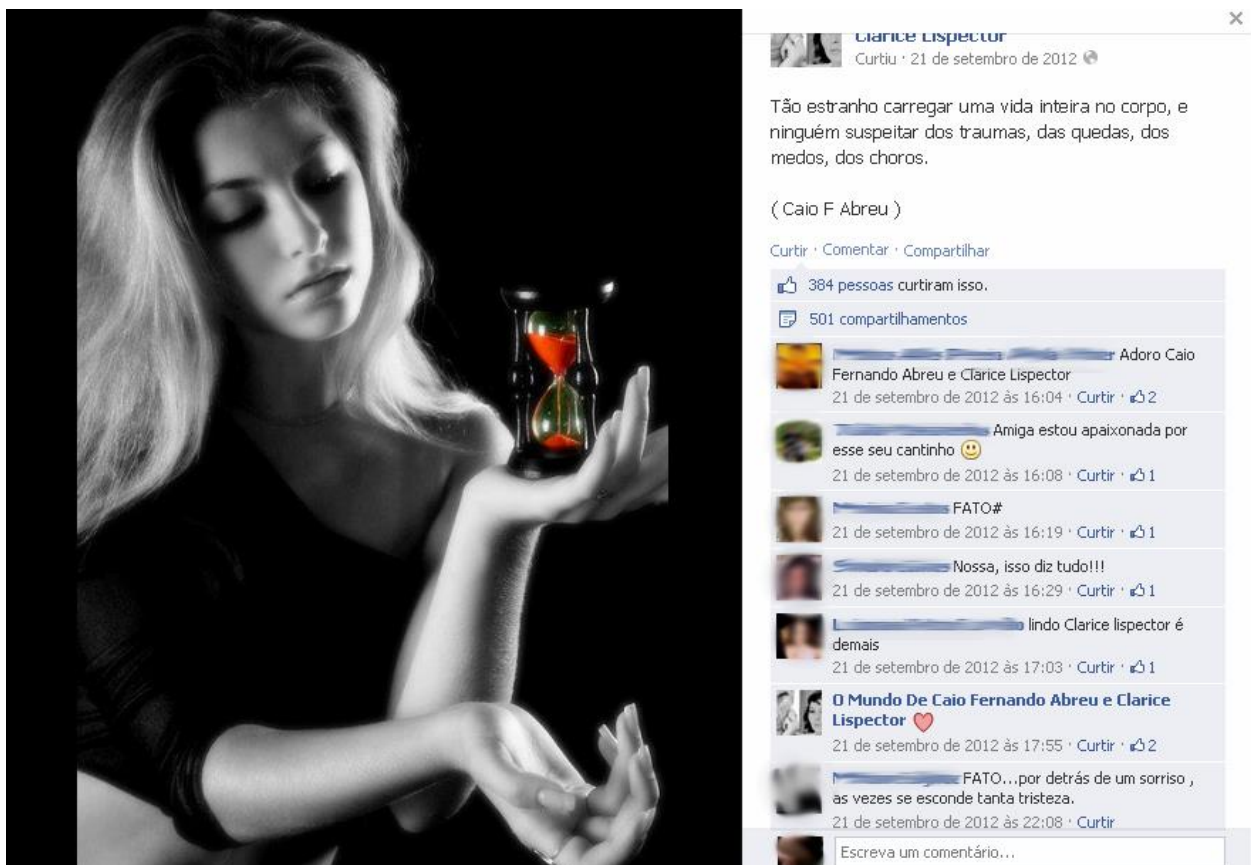 Clarice Lispector
Curtiu · 21 de setembro de 2012
Tão estranho carregar uma vida inteira no corpo, e
ninguém suspeitar dos traumas, das quedas, dos
medos, dos choros.
( Caio F Abreu )
Curtir · Comentar · Compartilhar
384 pessoas curtiram isso.
501 compartilhamentos
Adoro Caio
Fernando Abreu e Clarice Lispector
21 de setembro de 2012 às 16:04 · Curtir · 2
Amiga estou apaixonada por
esse seu cantinho
21 de setembro de 2012 às 16:08 · Curtir · 1
FATO#
21 de setembro de 2012 às 16:19 · Curtir · 1
Nossa, isso diz tudo!!!
21 de setembro de 2012 às 16:29 · Curtir · 1
lindo Clarice lispector é
demais
21 de setembro de 2012 às 17:03 · Curtir · 1
O Mundo De Caio Fernando Abreu e Clarice
Lispector
21 de setembro de 2012 às 17:55 · Curtir · 2
FATO...por detrás de um sorriso ,
as vezes se esconde tanta tristeza.
21 de setembro de 2012 às 22:08 · Curtir
Escreva um comentário...